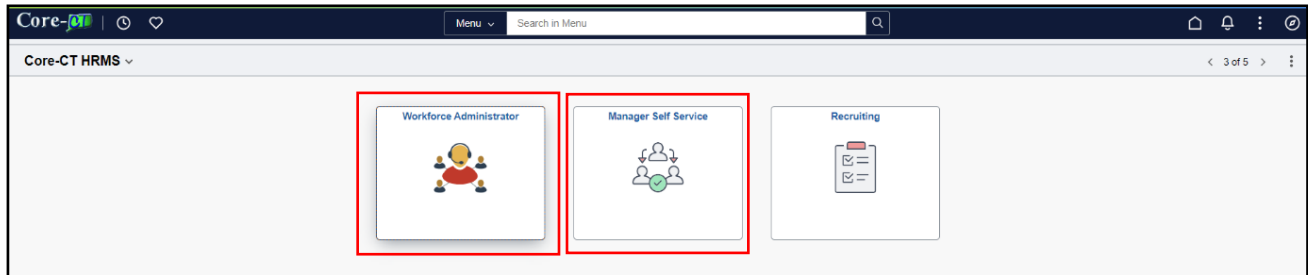 Core-CT
Menu
Search in Menu
Core-CT HRMS
3 of 5
Workforce Administrator
Manager Self Service
Recruiting